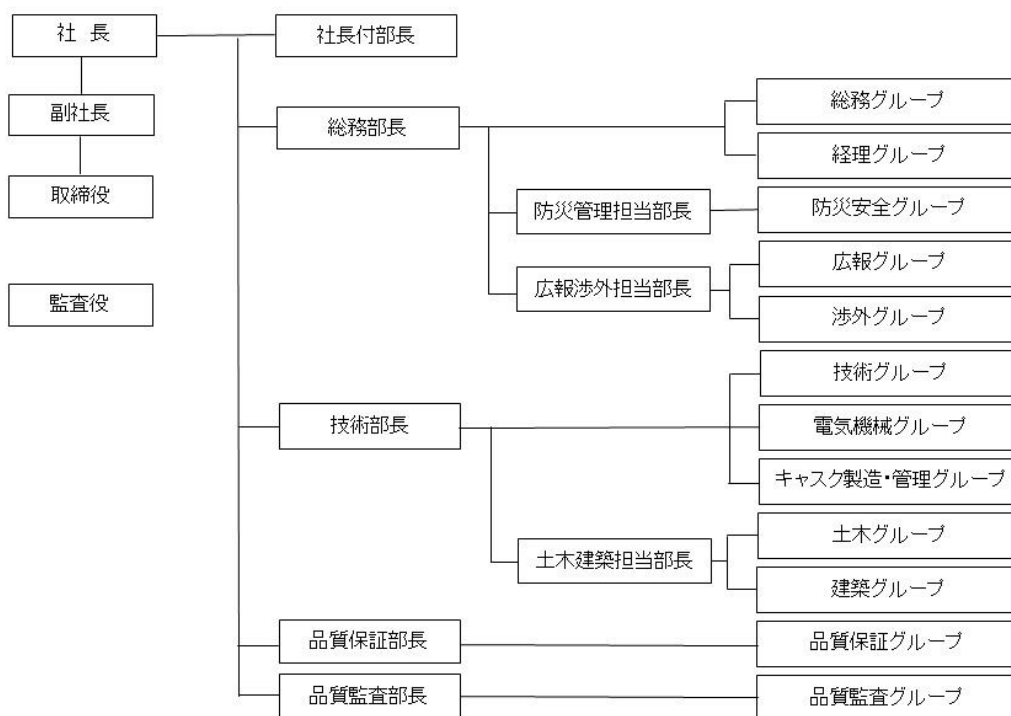 社 長
社長付部長
副社長
取締役
監査役
総務部長
総務グループ
経理グループ
防災管理担当部長
防災安全グループ
広報渉外担当部長
広報グループ
渉外グループ
技術部長
技術グループ
電気機械グループ
キャスク製造・管理グループ
土木建築担当部長
土木グループ
建築グループ
品質保証部長
品質保証グループ
品質監査部長
品質監査グループ